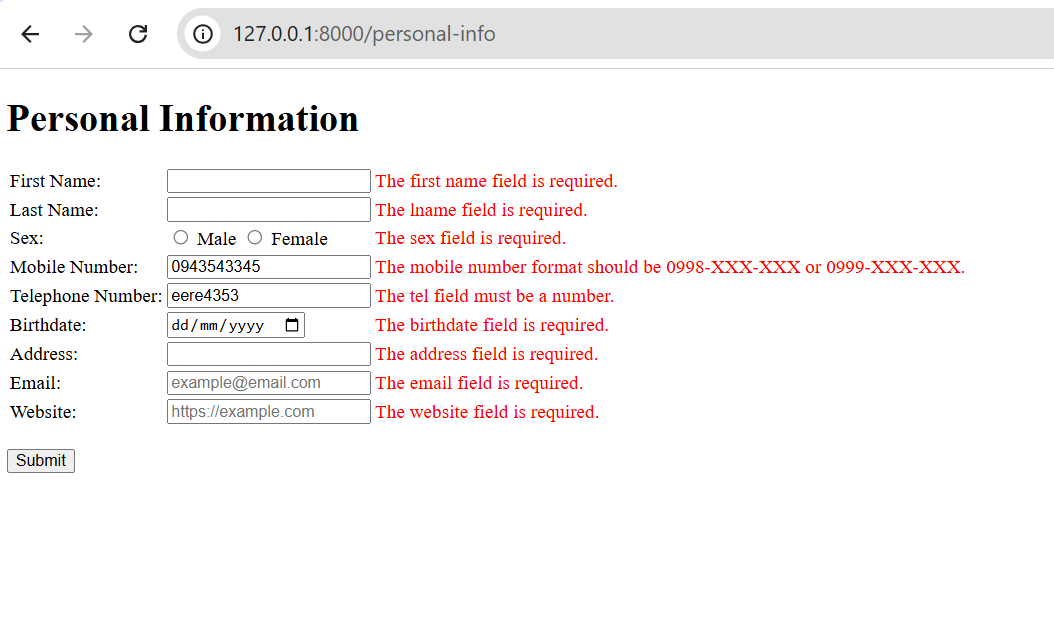 127.0.0.1:8000/personal-info
Personal Information
First Name: The first name field is required.
Last Name: The lname field is required.
Sex: Male Female The sex field is required.
Mobile Number: 0943543345 The mobile number format should be 0998-XXX-XXX or 0999-XXX-XXX.
Telephone Number: eere4353 The tel field must be a number.
Birthdate: dd/mm/yyyy The birthdate field is required.
Address: The address field is required.
Email: example@email.com The email field is required.
Website: https://example.com The website field is required.
Submit